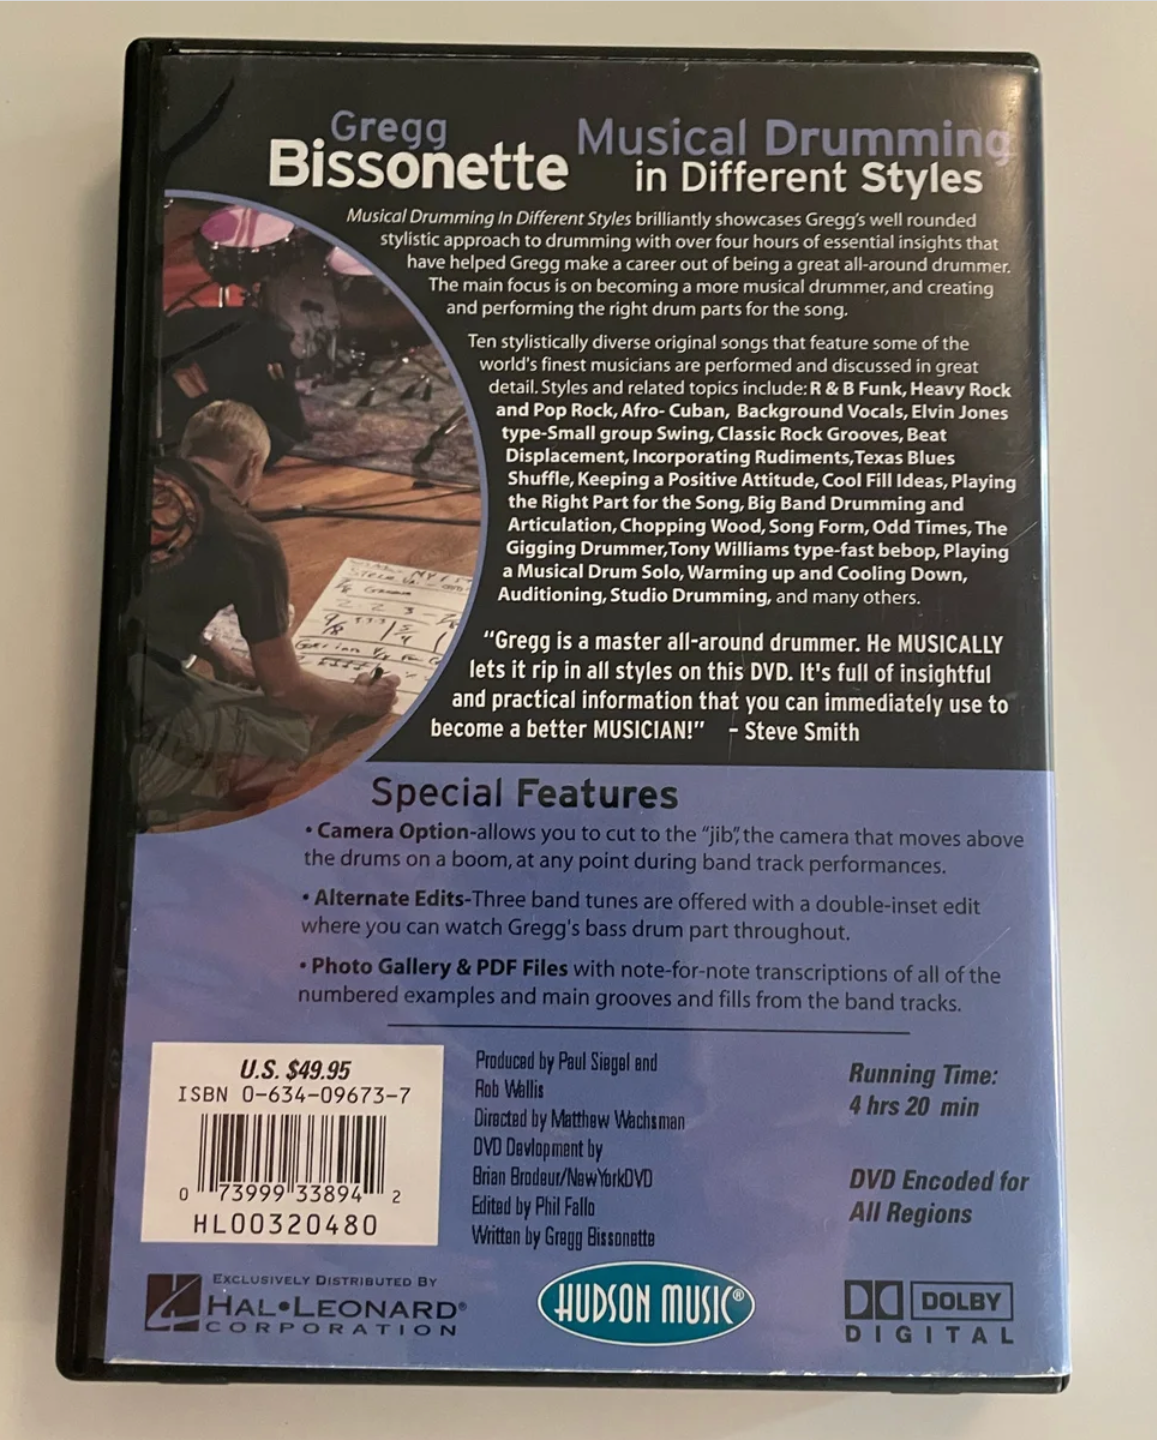 Gregg
Bissonette
Musical Drumming
in Different Styles
Musical Drumming In Different Styles brilliantly showcases Gregg's well rounded
stylistic approach to drumming with over four hours of essential insights that
have helped Gregg make a career out of being a great all-around drummer.
The main focus is on becoming a more musical drummer, and creating
and performing the right drum parts for the song.
Ten stylistically diverse original songs that feature some of the
world's finest musicians are performed and discussed in great
detail. Styles and related topics include: R & B Funk, Heavy Rock
and Pop Rock, Afro- Cuban, Background Vocals, Elvin Jones
type-Small group Swing, Classic Rock Grooves, Beat
Displacement, Incorporating Rudiments, Texas Blues
Shuffle, Keeping a Positive Attitude, Cool Fill Ideas, Playing
the Right Part for the Song, Big Band Drumming and
Articulation, Chopping Wood, Song Form, Odd Times, The
Gigging Drummer, Tony Williams type-fast bebop, Playing
a Musical Drum Solo, Warming up and Cooling Down,
Auditioning, Studio Drumming, and many others.
"Gregg is a master all-around drummer. He MUSICALLY
lets it rip in all styles on this DVD. It's full of insightful
and practical information that you can immediately use to
become a better MUSICIAN!" - Steve Smith
Special Features
• Camera Option-allows you to cut to the "jib", the camera that moves above
the drums on a boom, at any point during band track performances.
• Alternate Edits-Three band tunes are offered with a double-inset edit
where you can watch Gregg's bass drum part throughout.
• Photo Gallery & PDF Files with note-for-note transcriptions of all of the
numbered examples and main grooves and fills from the band tracks.
U.S. $49.95
ISBN 0-634-09673-7
0 73999 33894 2
HL00320480
Produced by Paul Siegel and
Rob Wallis
Directed by Matthew Wachsman
DVD Devlopment by
Brian Brodeur/NewYorkDVD
Edited by Phil Fallo
Written by Gregg Bissonette
Running Time:
4 hrs 20 min
DVD Encoded for
All Regions
EXCLUSIVELY DISTRIBUTED BY
HAL•LEONARD®
CORPORATION
HUDSON MUSIC®
DOLBY
DIGITAL